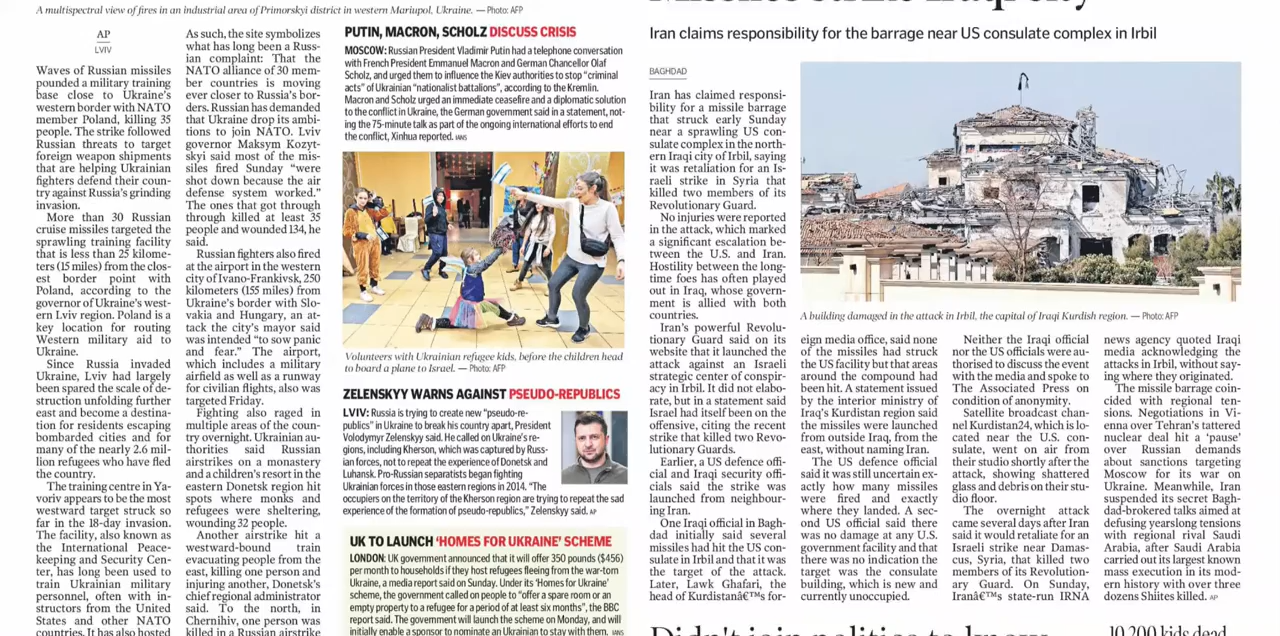 A multispectral view of fires in an industrial area of Primorskyi district in western Mariupol, Ukraine. — Photo: AFP
AP
LVIV
Waves of Russian missiles
pounded a military training
base close to Ukraine's
western border with NATO
member Poland, killing 35
people. The strike followed
Russian threats to target
foreign weapon shipments
that are helping Ukrainian
fighters defend their coun-
try against Russia's grinding
invasion.
More than 30 Russian
cruise missiles targeted the
sprawling training facility
that is less than 25 kilome-
ters (15 miles) from the clos-
est border point with
Poland, according to the
governor of Ukraine's west-
ern Lviv region. Poland is a
key location for routing
Western military aid to
Ukraine.
Since Russia invaded
Ukraine, Lviv had largely
been spared the scale of de-
struction unfolding further
east and become a destina-
tion for residents escaping
bombarded cities and for
many of the nearly 2.6 mil-
lion refugees who have fled
the country.
The training centre in Ya-
voriv appears to be the most
westward target struck so
far in the 18-day invasion.
The facility, also known as
the International Peace-
keeping and Security Cen-
ter, has long been used to
train Ukrainian military
personnel, often with in-
structors from the United
States and other NATO
countries. It has also hosted
As such, the site symbolizes
what has long been a Russ-
ian complaint: That the
NATO alliance of 30 mem-
ber countries is moving
ever closer to Russia's bor-
ders. Russian has demanded
that Ukraine drop its ambi-
tions to join NATO. Lviv
governor Maksym Kozyt-
skyi said most of the mis-
siles fired Sunday “were
shot down because the air
defense system worked.”
The ones that got through
through killed at least 35
people and wounded 134, he
said.
Russian fighters also fired
at the airport in the western
city of Ivano-Frankivsk, 250
kilometers (155 miles) from
Ukraine's border with Slo-
vakia and Hungary, an at-
tack the city's mayor said
was intended “to sow panic
and fear.” The airport,
which includes a military
airfield as well as a runway
for civilian flights, also was
targeted Friday.
Fighting also raged in
multiple areas of the coun-
try overnight. Ukrainian au-
thorities said Russian
airstrikes on a monastery
and a children's resort in the
eastern Donetsk region hit
spots where monks and
refugees were sheltering,
wounding 32 people.
Another airstrike hit a
westward-bound train
evacuating people from the
east, killing one person and
injuring another, Donetsk's
chief regional administrator
said. To the north, in
Chernihiv, one person was
killed in a Russian airstrike
PUTIN, MACRON, SCHOLZ DISCUSS CRISIS
MOSCOW: Russian President Vladimir Putin had a telephone conversation
with French President Emmanuel Macron and German Chancellor Olaf
Scholz, and urged them to influence the Kiev authorities to stop “criminal
acts” of Ukrainian “nationalist battalions”, according to the Kremlin.
Macron and Scholz urged an immediate ceasefire and a diplomatic solution
to the conflict in Ukraine, the German government said in a statement, not-
ing the 75-minute talk as part of the ongoing international efforts to end
the conflict, Xinhua reported. IANS
Volunteers with Ukrainian refugee kids, before the children head
to board a plane to Israel. — Photo: AFP
ZELENSKYY WARNS AGAINST PSEUDO-REPUBLICS
LVIV: Russia is trying to create new “pseudo-re-
publics” in Ukraine to break his country apart, President
Volodymyr Zelenskyy said. He called on Ukraine's re-
gions, including Kherson, which was captured by Russ-
ian forces, not to repeat the experience of Donetsk and
Luhansk. Pro-Russian separatists began fighting
Ukrainian forces in those eastern regions in 2014. “The
occupiers on the territory of the Kherson region are trying to repeat the sad
experience of the formation of pseudo-republics,” Zelenskyy said. AP
UK TO LAUNCH ‘HOMES FOR UKRAINE’ SCHEME
LONDON: UK government announced that it will offer 350 pounds ($456)
per month to households if they host refugees fleeing from the war-torn
Ukraine, a media report said on Sunday. Under its ‘Homes for Ukraine’
scheme, the government called on people to “offer a spare room or an
empty property to a refugee for a period of at least six months”, the BBC
report said. The government will launch the scheme on Monday, and will
initially enable a sponsor to nominate an Ukrainian to stay with them. IANS
Iran claims responsibility for the barrage near US consulate complex in Irbil
BAGHDAD
Iran has claimed responsi-
bility for a missile barrage
that struck early Sunday
near a sprawling US con-
sulate complex in the north-
ern Iraqi city of Irbil, saying
it was retaliation for an Is-
raeli strike in Syria that
killed two members of its
Revolutionary Guard.
No injuries were reported
in the attack, which marked
a significant escalation be-
tween the U.S. and Iran.
Hostility between the long-
time foes has often played
out in Iraq, whose govern-
ment is allied with both
countries.
Iran's powerful Revolu-
tionary Guard said on its
website that it launched the
attack against an Israeli
strategic center of conspir-
acy in Irbil. It did not elabo-
rate, but in a statement said
Israel had itself been on the
offensive, citing the recent
strike that killed two Revo-
lutionary Guards.
Earlier, a US defence offi-
cial and Iraqi security offi-
cials said the strike was
launched from neighbour-
ing Iran.
One Iraqi official in Bagh-
dad initially said several
missiles had hit the US con-
sulate in Irbil and that it was
the target of the attack.
Later, Lawk Ghafari, the
head of Kurdistanâ€™s for-
A building damaged in the attack in Irbil, the capital of Iraqi Kurdish region. — Photo: AFP
eign media office, said none
of the missiles had struck
the US facility but that areas
around the compound had
been hit. A statement issued
by the interior ministry of
Iraq's Kurdistan region said
the missiles were launched
from outside Iraq, from the
east, without naming Iran.
The US defence official
said it was still uncertain ex-
actly how many missiles
were fired and exactly
where they landed. A sec-
ond US official said there
was no damage at any U.S.
government facility and that
there was no indication the
target was the consulate
building, which is new and
currently unoccupied.
Neither the Iraqi official
nor the US officials were au-
thorised to discuss the event
with the media and spoke to
The Associated Press on
condition of anonymity.
Satellite broadcast chan-
nel Kurdistan24, which is lo-
cated near the U.S. con-
sulate, went on air from
their studio shortly after the
attack, showing shattered
glass and debris on their stu-
dio floor.
The overnight attack
came several days after Iran
said it would retaliate for an
Israeli strike near Damas-
cus, Syria, that killed two
members of its Revolution-
ary Guard. On Sunday,
Iranâ€™s state-run IRNA
news agency quoted Iraqi
media acknowledging the
attacks in Irbil, without say-
ing where they originated.
The missile barrage coin-
cided with regional ten-
sions. Negotiations in Vi-
enna over Tehran's tattered
nuclear deal hit a ‘pause’
over Russian demands
about sanctions targeting
Moscow for its war on
Ukraine. Meanwhile, Iran
suspended its secret Bagh-
dad-brokered talks aimed at
defusing yearslong tensions
with regional rival Saudi
Arabia, after Saudi Arabia
carried out its largest known
mass execution in its mod-
ern history with over three
dozens Shiites killed. AP
10,200 kids dead